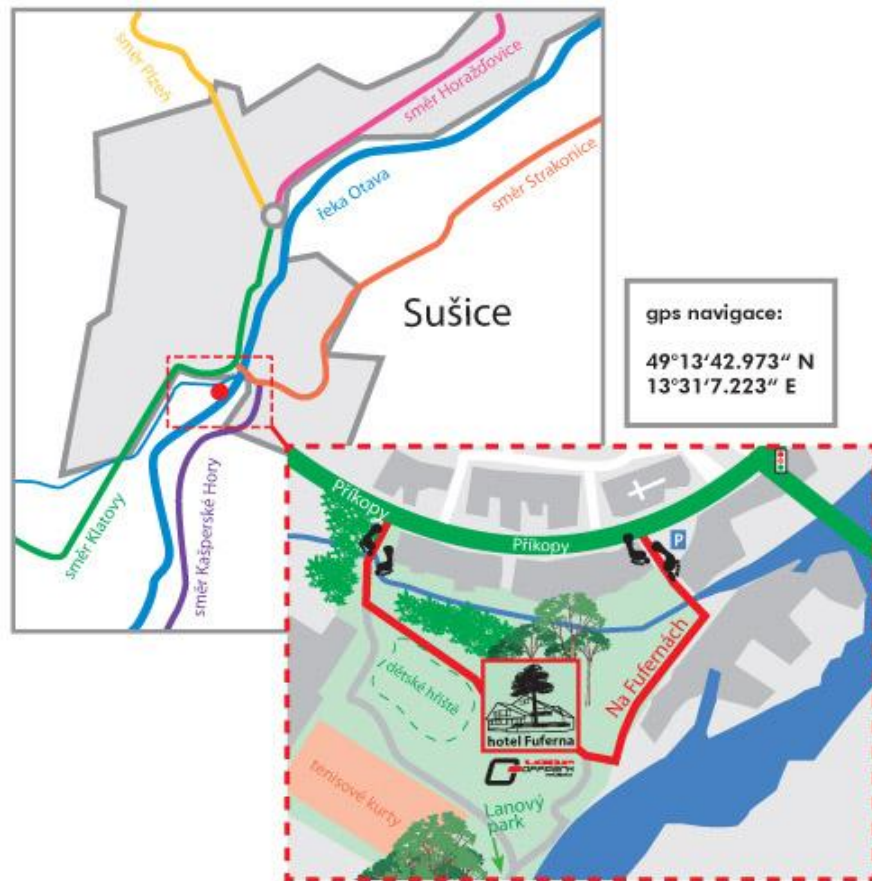 směr Plzeň
směr Horažďovice
řeka Otava
směr Strakonice
Sušice
směr Klatovy
směr Kašperské Hory
gps navigace:
49°13‘42.973“ N
13°31‘7.223“ E
Příkopy
Příkopy
P
Na Fufernách
dětské hřiště
hotel Fuferna
tenisové kurty
Lanový
park